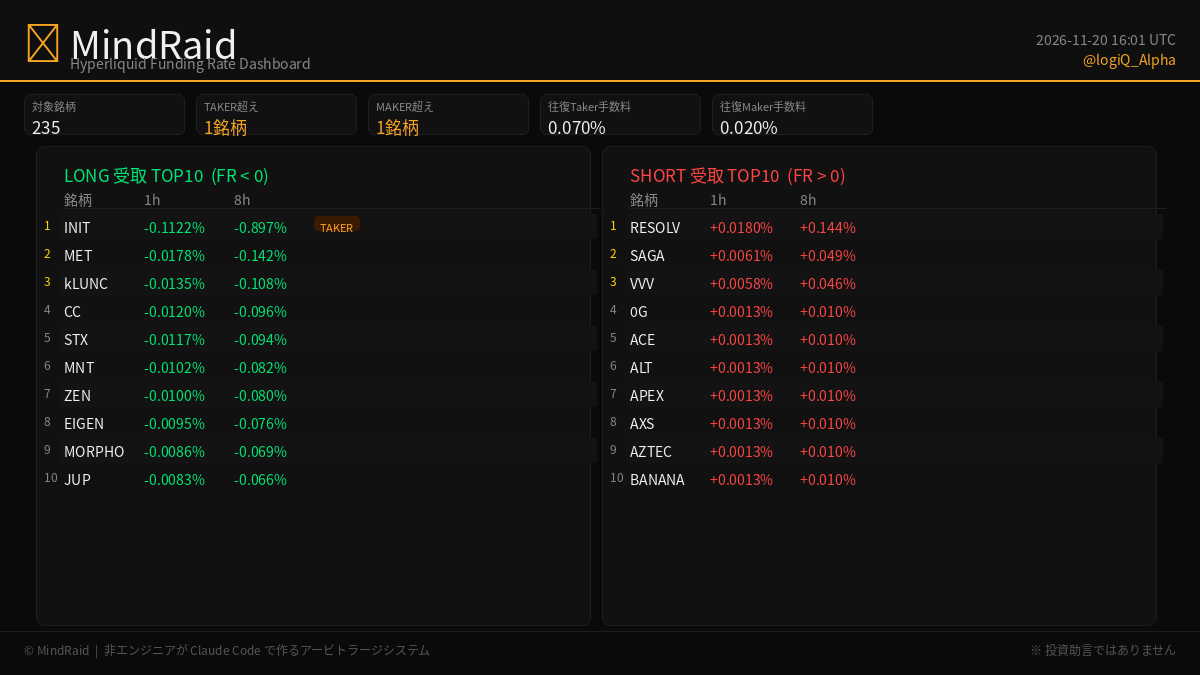 MindRaid
Hyperliquid Funding Rate Dashboard
2026-11-20 16:01 UTC
@logiQ_Alpha
対象銘柄
235
TAKER超え
1銘柄
MAKER超え
1銘柄
往復Taker手数料
0.070%
往復Maker手数料
0.020%
LONG 受取 TOP10 (FR < 0)
銘柄 1h 8h
1 INIT -0.1122% -0.897% TAKER
2 MET -0.0178% -0.142%
3 kLUNC -0.0135% -0.108%
4 CC -0.0120% -0.096%
5 STX -0.0117% -0.094%
6 MNT -0.0102% -0.082%
7 ZEN -0.0100% -0.080%
8 EIGEN -0.0095% -0.076%
9 MORPHO -0.0086% -0.069%
10 JUP -0.0083% -0.066%
SHORT 受取 TOP10 (FR > 0)
銘柄 1h 8h
1 RESOLV +0.0180% +0.144%
2 SAGA +0.0061% +0.049%
3 VVV +0.0058% +0.046%
4 0G +0.0013% +0.010%
5 ACE +0.0013% +0.010%
6 ALT +0.0013% +0.010%
7 APEX +0.0013% +0.010%
8 AXS +0.0013% +0.010%
9 AZTEC +0.0013% +0.010%
10 BANANA +0.0013% +0.010%
© MindRaid | 非エンジニアが Claude Code で作るアービトラージシステム
※ 投資助言ではありません